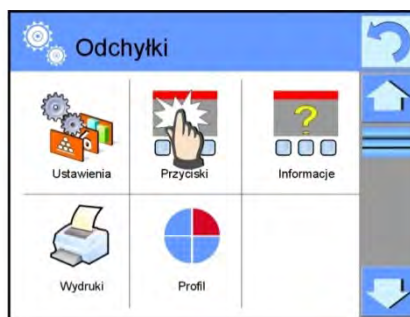 Odchyłki
Ustawienia
Przyciski
Informacje
Wydruki
Profil